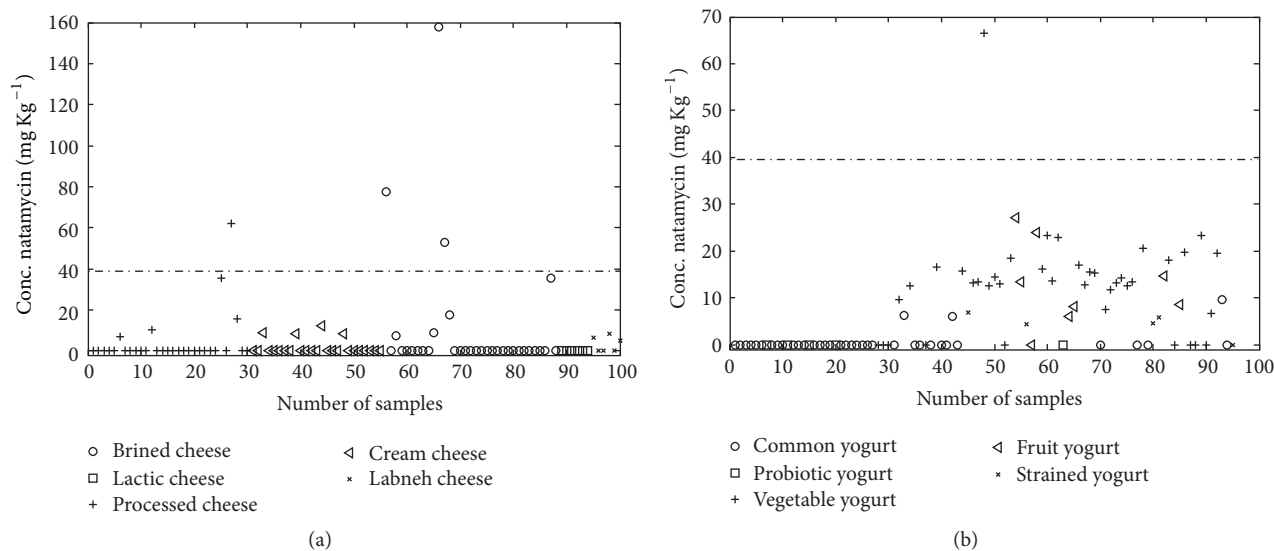 160
140
120
100
80
60
40
20
0
Conc. natamycin (mg Kg−1)
0 10 20 30 40 50 60 70 80 90 100
Number of samples
Brined cheese
Lactic cheese
Processed cheese
Cream cheese
Labneh cheese
(a)
70
60
50
40
30
20
10
0
Conc. natamycin (mg Kg−1)
0 10 20 30 40 50 60 70 80 90 100
Number of samples
Common yogurt
Probiotic yogurt
Vegetable yogurt
Fruit yogurt
Strained yogurt
(b)